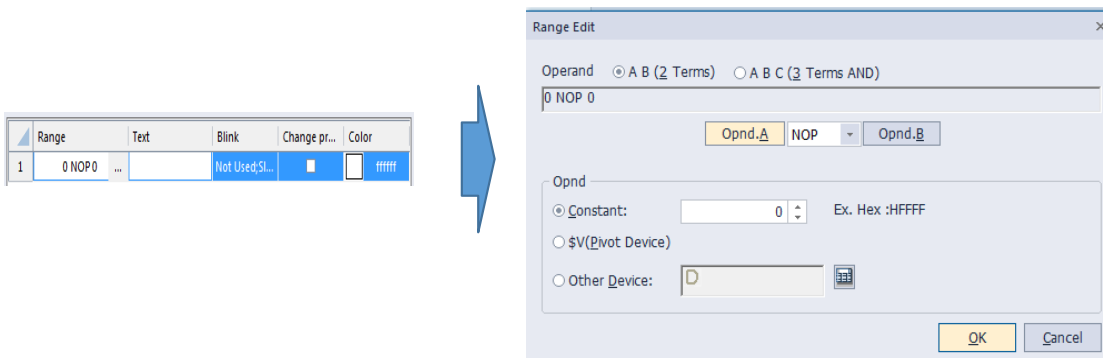 Range Text Blink Change pr... Color
1 0 NOP 0 ... Not Used;Sl... ffffff
Range Edit
Operand A B (2 Terms) A B C (3 Terms AND)
0 NOP 0
Opnd.A NOP Opnd.B
Opnd
Constant: 0 Ex. Hex :HFFFF
$V(Pivot Device)
Other Device: D
OK Cancel